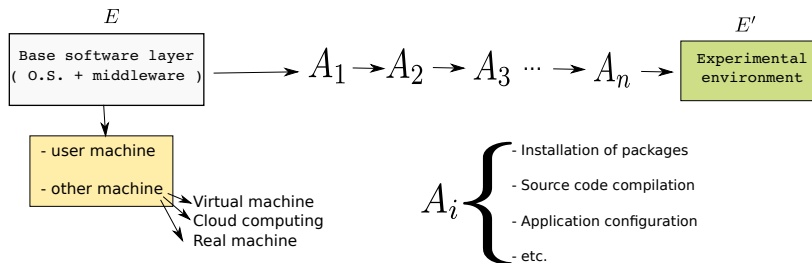 E
Base software layer
( O.S. + middleware )
A1 A2 A3 ... An
E'
Experimental
environment
- user machine
- other machine
Virtual machine
Cloud computing
Real machine
Ai
- Installation of packages
- Source code compilation
- Application configuration
- etc.